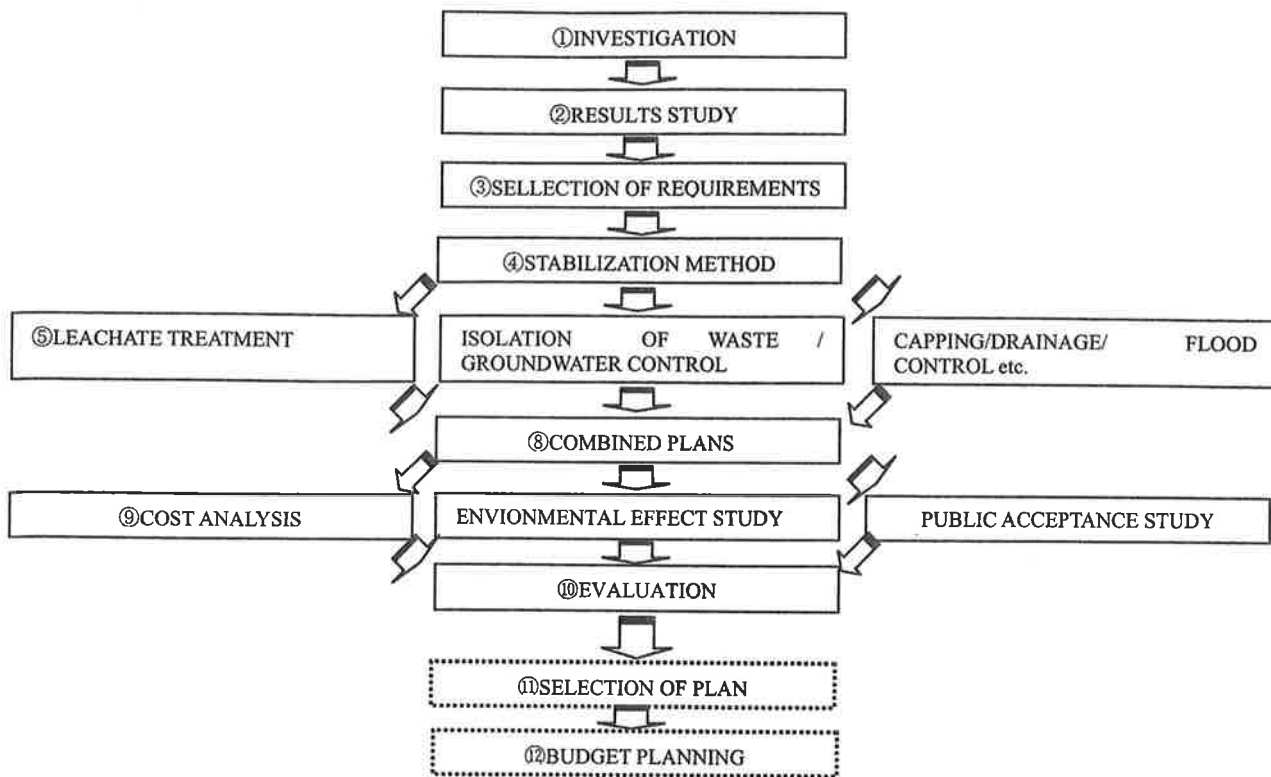 ①INVESTIGATION
②RESULTS STUDY
③SELLECTION OF REQUIREMENTS
④STABILIZATION METHOD
⑤LEACHATE TREATMENT
ISOLATION OF WASTE /
GROUNDWATER CONTROL
CAPPING/DRAINAGE/ FLOOD
CONTROL etc.
⑧COMBINED PLANS
⑨COST ANALYSIS
ENVIONMENTAL EFFECT STUDY
PUBLIC ACCEPTANCE STUDY
⑩EVALUATION
⑪SELECTION OF PLAN
⑫BUDGET PLANNING